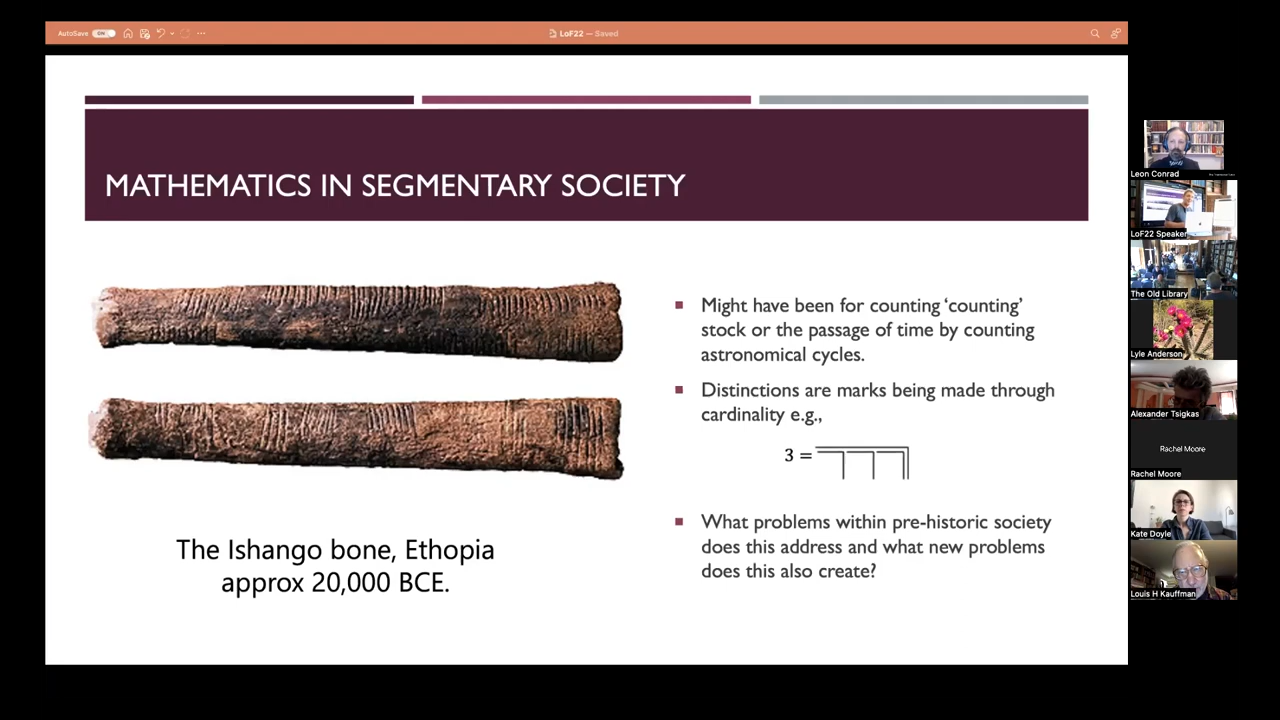 AutoSave ON
LoF22 — Saved
MATHEMATICS IN SEGMENTARY SOCIETY
Might have been for counting ‘counting’
stock or the passage of time by counting
astronomical cycles.
Distinctions are marks being made through
cardinality e.g.,
3 =
What problems within pre-historic society
does this address and what new problems
does this also create?
The Ishango bone, Ethopia
approx 20,000 BCE.
Leon Conrad
LoF22 Speaker
The Old Library
Lyle Anderson
Alexander Tsigkas
Rachel Moore
Rachel Moore
Kate Doyle
Louis H Kauffman